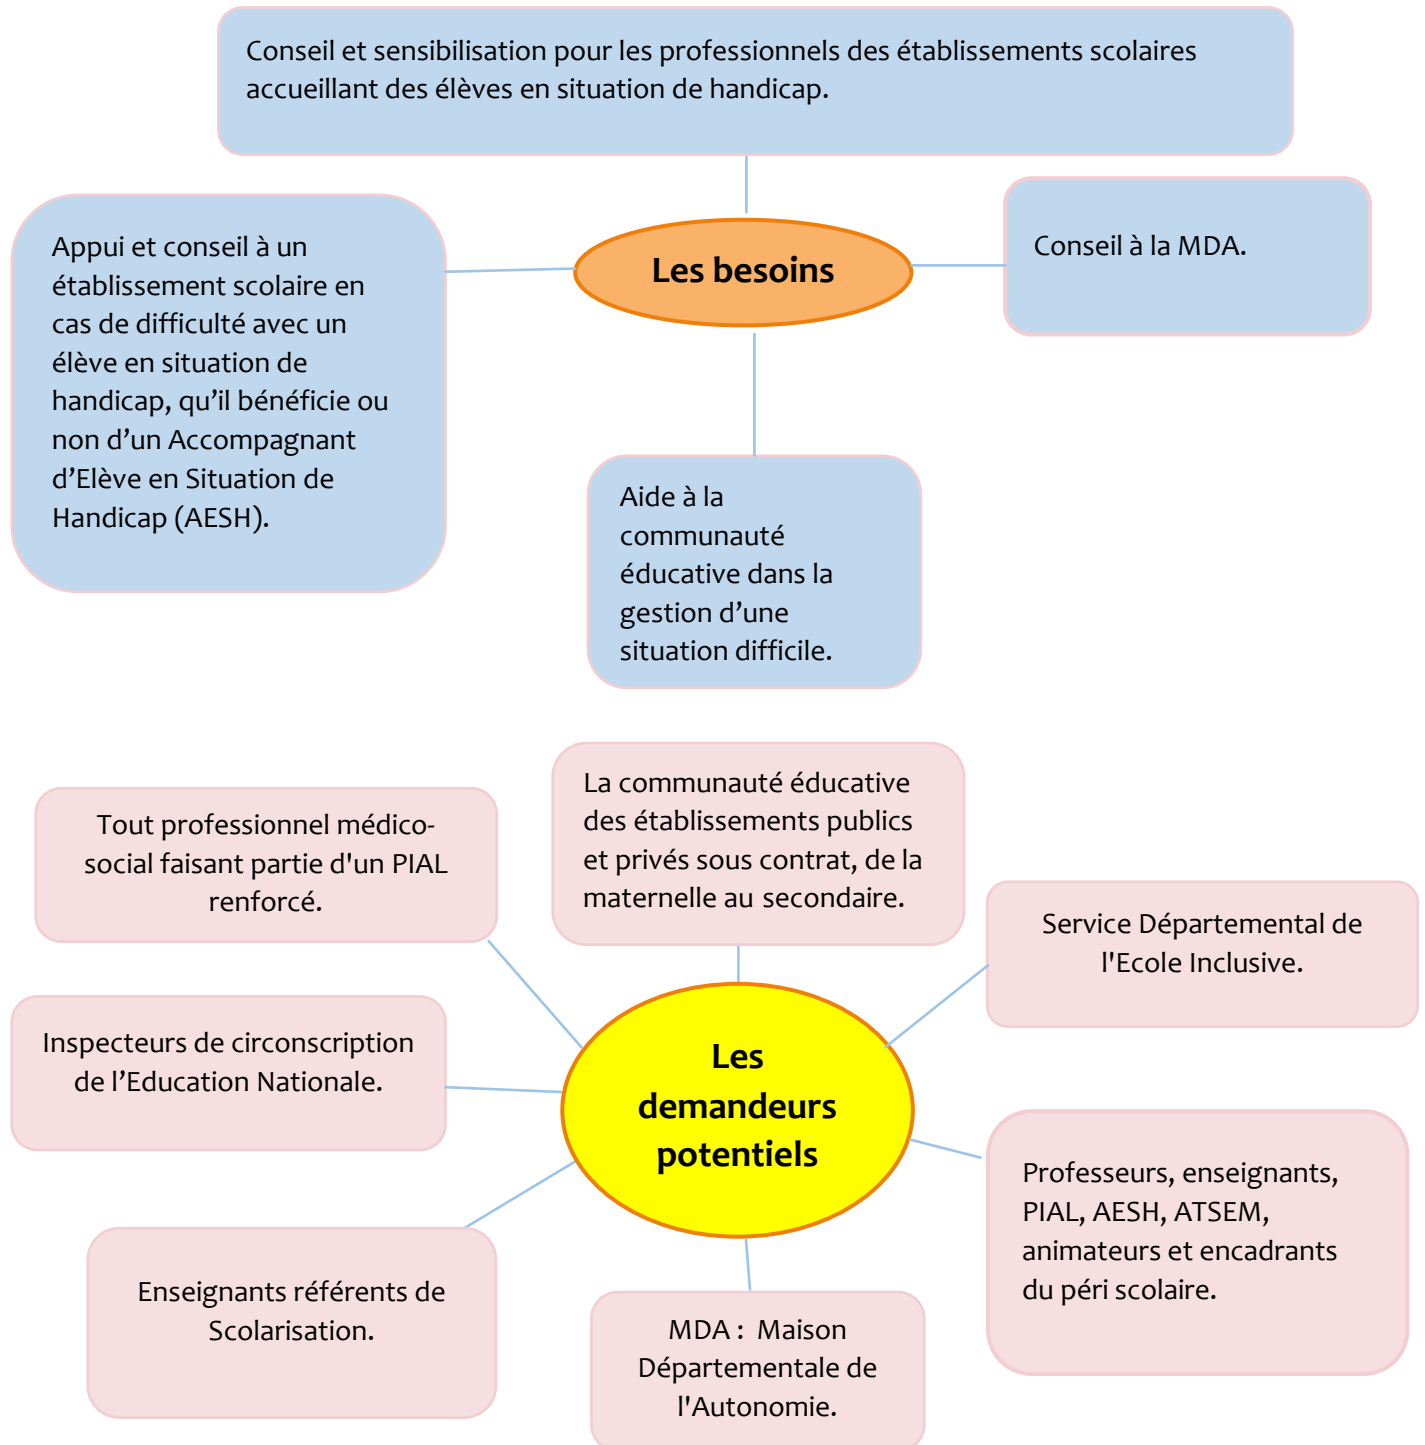 Conseil et sensibilisation pour les professionnels des établissements scolaires
accueillant des élèves en situation de handicap.
Appui et conseil à un
établissement scolaire en
cas de difficulté avec un
élève en situation de
handicap, qu’il bénéficie ou
non d’un Accompagnant
d’Elève en Situation de
Handicap (AESH).
Les besoins
Conseil à la MDA.
Aide à la
communauté
éducative dans la
gestion d’une
situation difficile.
La communauté éducative
des établissements publics
et privés sous contrat, de la
maternelle au secondaire.
Tout professionnel médico-
social faisant partie d'un PIAL
renforcé.
Service Départemental de
l'Ecole Inclusive.
Inspecteurs de circonscription
de l’Education Nationale.
Les
demandeurs
potentiels
Professeurs, enseignants,
PIAL, AESH, ATSEM,
animateurs et encadrants
du péri scolaire.
Enseignants référents de
Scolarisation.
MDA : Maison
Départementale de
l'Autonomie.